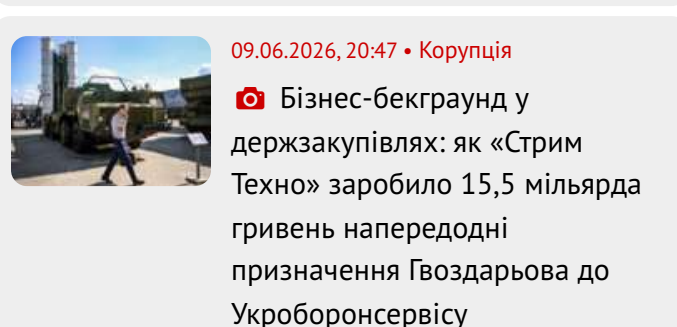 09.06.2026, 20:47 • Корупція
Бізнес-бекграунд у
держзакупівлях: як «Стрим
Техно» заробило 15,5 мільярда
гривень напередодні
призначення Гвоздарьова до
Укроборонсервісу